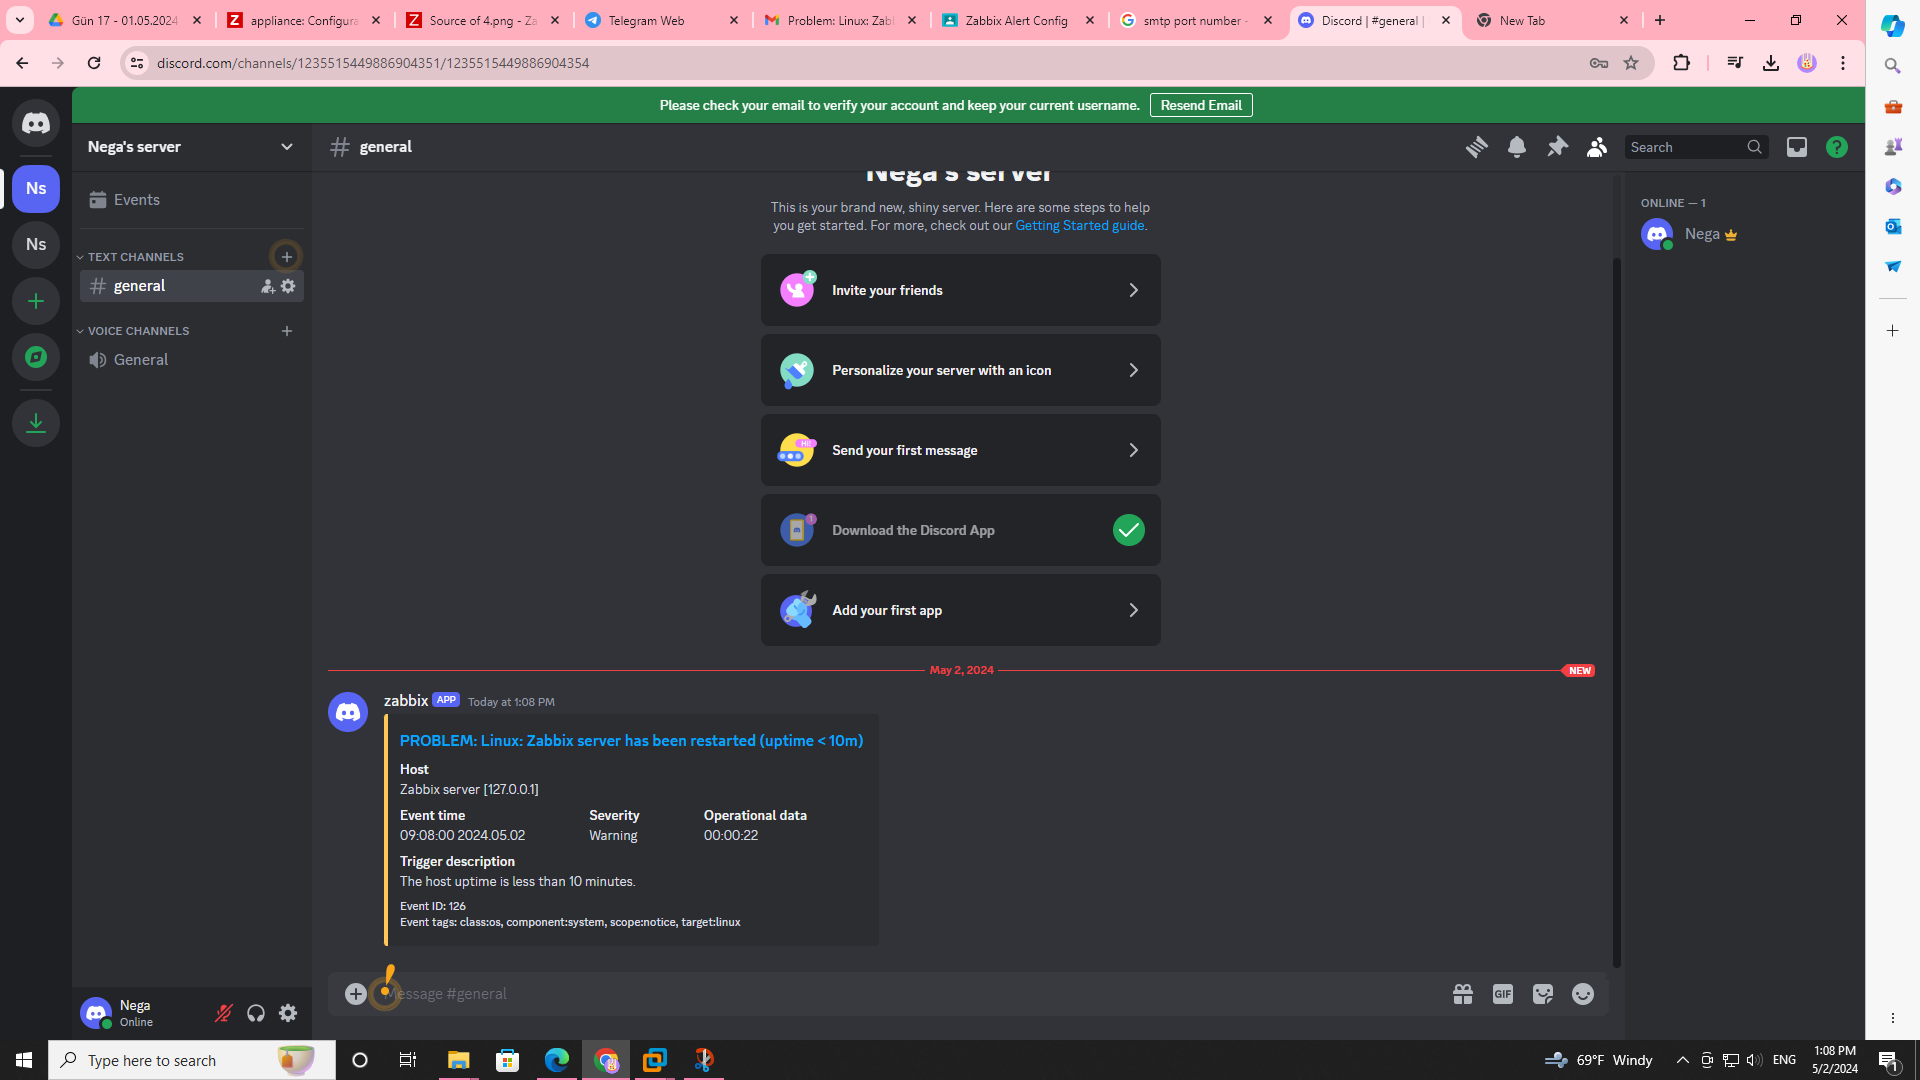 Gün 17 - 01.05.2024
appliance: Configura
Source of 4.png - Za
Telegram Web
Problem: Linux: Zabb
Zabbix Alert Config
smtp port number -
Discord | #general |
New Tab
discord.com/channels/1235515449886904351/1235515449886904354
Please check your email to verify your account and keep your current username.
Resend Email
Nega's server
general
Search
Ns
Events
Ns
TEXT CHANNELS
general
VOICE CHANNELS
General
Nega's server
This is your brand new, shiny server. Here are some steps to help
you get started. For more, check out our Getting Started guide.
Invite your friends
Personalize your server with an icon
Send your first message
Download the Discord App
Add your first app
ONLINE — 1
Nega
May 2, 2024
NEW
zabbix APP Today at 1:08 PM
PROBLEM: Linux: Zabbix server has been restarted (uptime < 10m)
Host
Zabbix server [127.0.0.1]
Event time Severity Operational data
09:08:00 2024.05.02 Warning 00:00:22
Trigger description
The host uptime is less than 10 minutes.
Event ID: 126
Event tags: class:os, component:system, scope:notice, target:linux
Message #general
GIF
Nega
Online
Type here to search
69°F Windy
ENG
1:08 PM
5/2/2024
1